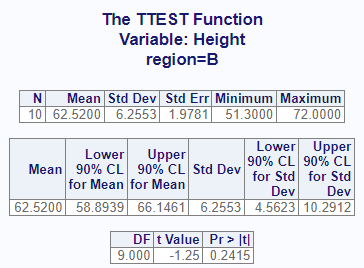 The TTEST Function
Variable: Height
region=B
N Mean Std Dev Std Err Minimum Maximum
10 62.5200 6.2553 1.9781 51.3000 72.0000
Mean Lower 90% CL for Mean Upper 90% CL for Mean Std Dev Lower 90% CL for Std Dev Upper 90% CL for Std Dev
62.5200 58.8939 66.1461 6.2553 4.5623 10.2912
DF t Value Pr > |t|
9.000 -1.25 0.2415